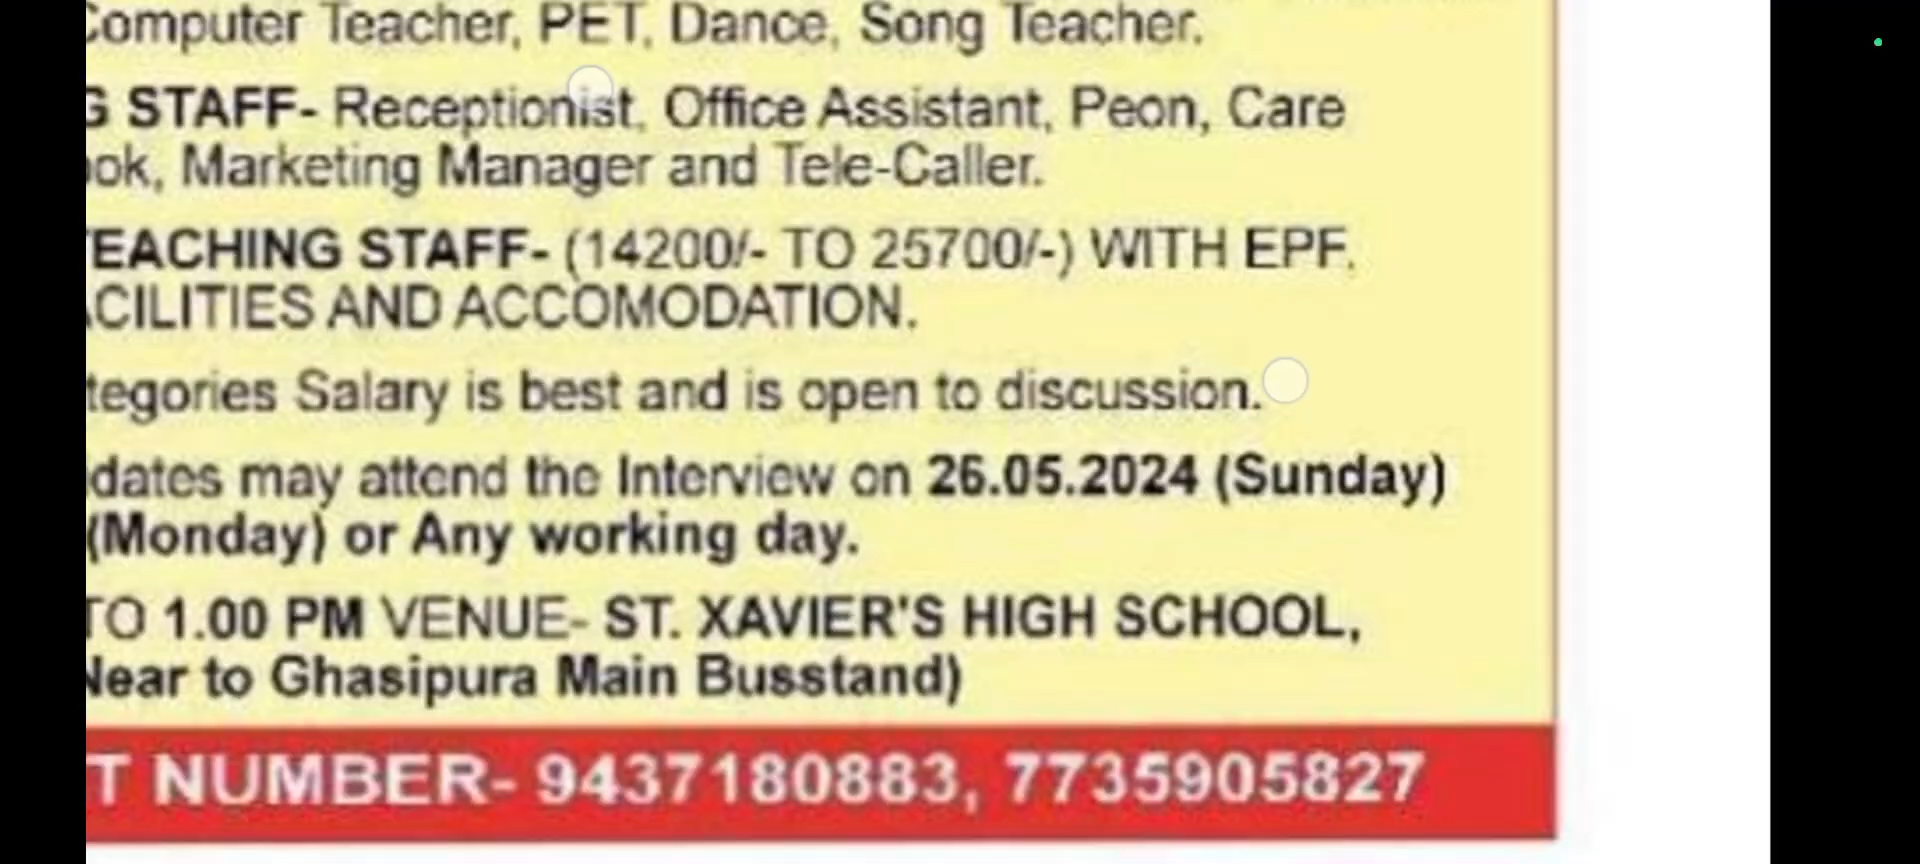 Computer Teacher, PET, Dance, Song Teacher.
G STAFF- Receptionist, Office Assistant, Peon, Care
ok, Marketing Manager and Tele-Caller.
TEACHING STAFF- (14200/- TO 25700/-) WITH EPF.
ACILITIES AND ACCOMODATION.
tegories Salary is best and is open to discussion.
dates may attend the Interview on 26.05.2024 (Sunday)
(Monday) or Any working day.
TO 1.00 PM VENUE- ST. XAVIER'S HIGH SCHOOL,
Near to Ghasipura Main Busstand)
T NUMBER- 9437180883, 7735905827